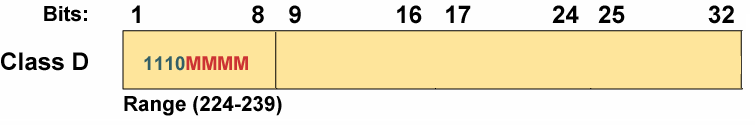 Bits: 1 8 9 16 17 24 25 32
Class D 1110MMMM
Range (224-239)